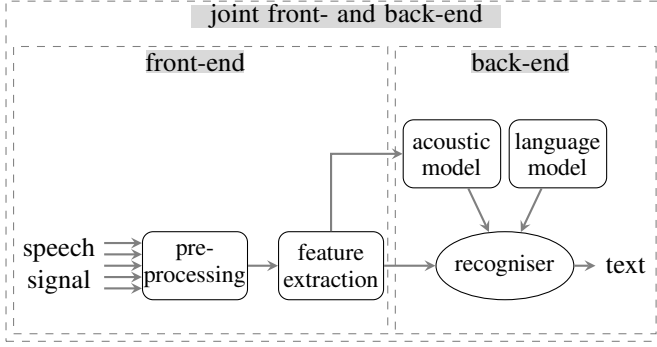 joint front- and back-end
front-end
back-end
acoustic
model
language
model
speech
signal
pre-
processing
feature
extraction
recogniser
text